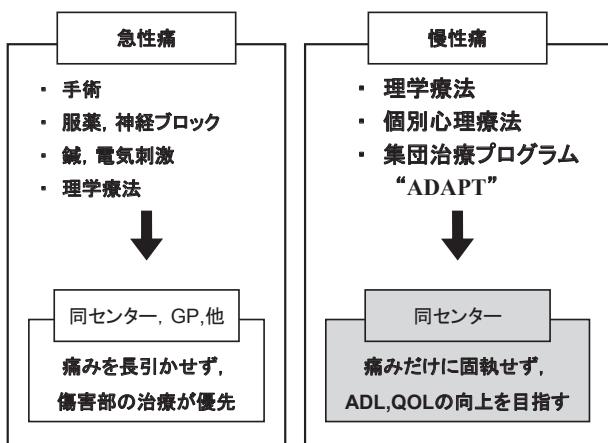 急性痛
・ 手術
・ 服薬, 神経ブロック
・ 鍼, 電気刺激
・ 理学療法
同センター, GP,他
痛みを長引かせず,
傷害部の治療が優先
慢性痛
・ 理学療法
・ 個別心理療法
・ 集団治療プログラム
“ADAPT”
同センター
痛みだけに固執せず,
ADL,QOLの向上を目指す